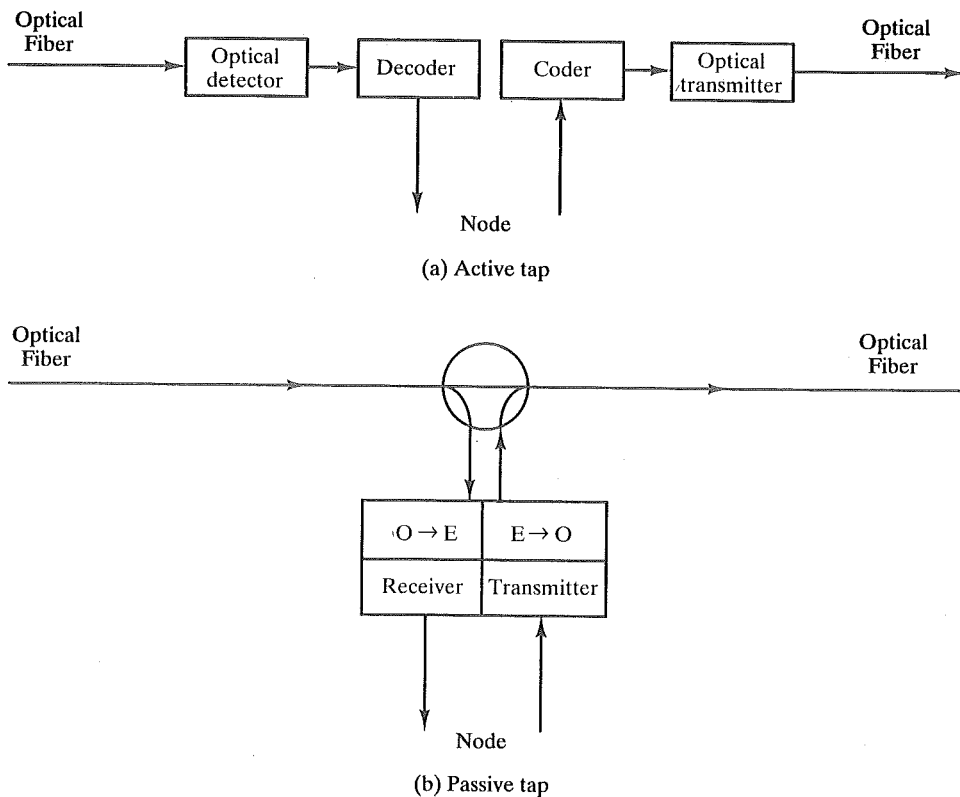 Optical
Fiber
Optical
detector
Decoder
Coder
Optical
transmitter
Optical
Fiber
Node
(a) Active tap
Optical
Fiber
Optical
Fiber
O → E
E → O
Receiver
Transmitter
Node
(b) Passive tap